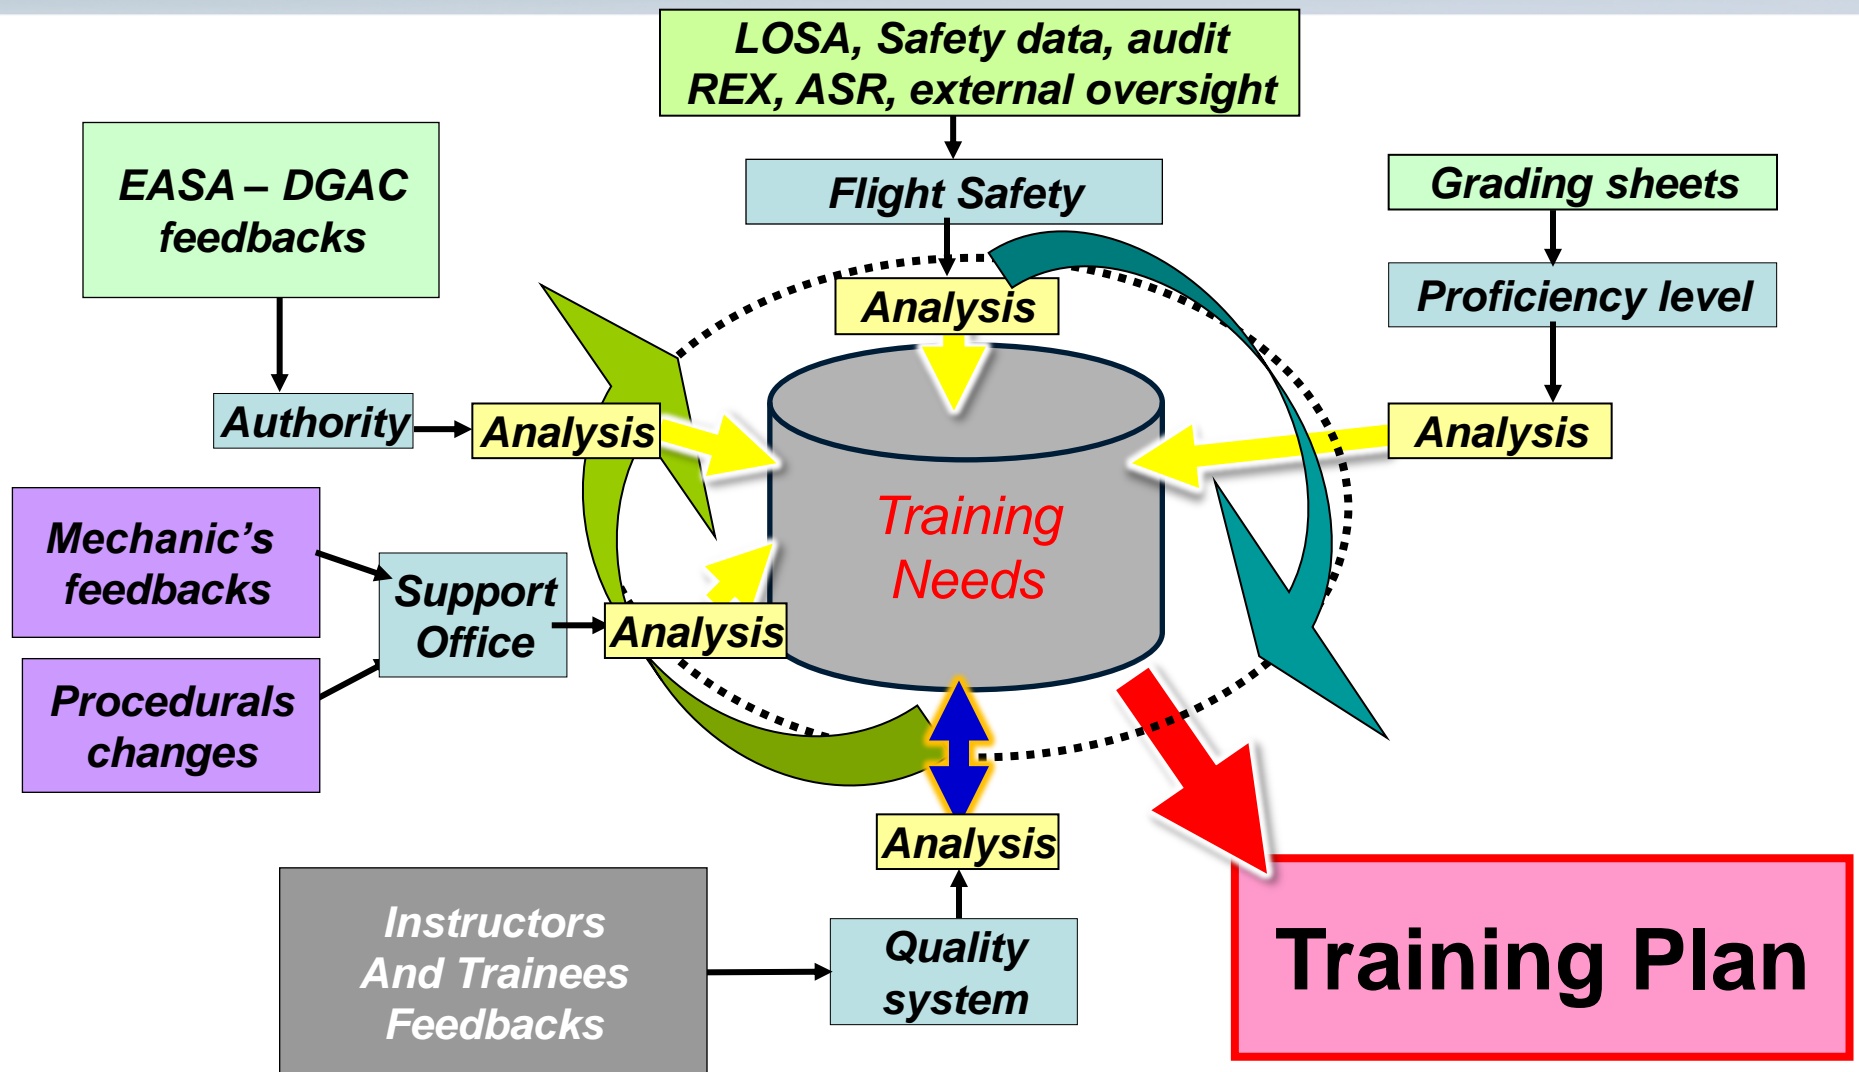 LOSA, Safety data, audit
REX, ASR, external oversight
EASA – DGAC
feedbacks
Flight Safety
Grading sheets
Analysis
Proficiency level
Authority
Analysis
Analysis
Mechanic’s
feedbacks
Support
Office
Training
Needs
Analysis
Procedurals
changes
Analysis
Instructors
And Trainees
Feedbacks
Quality
system
Training Plan